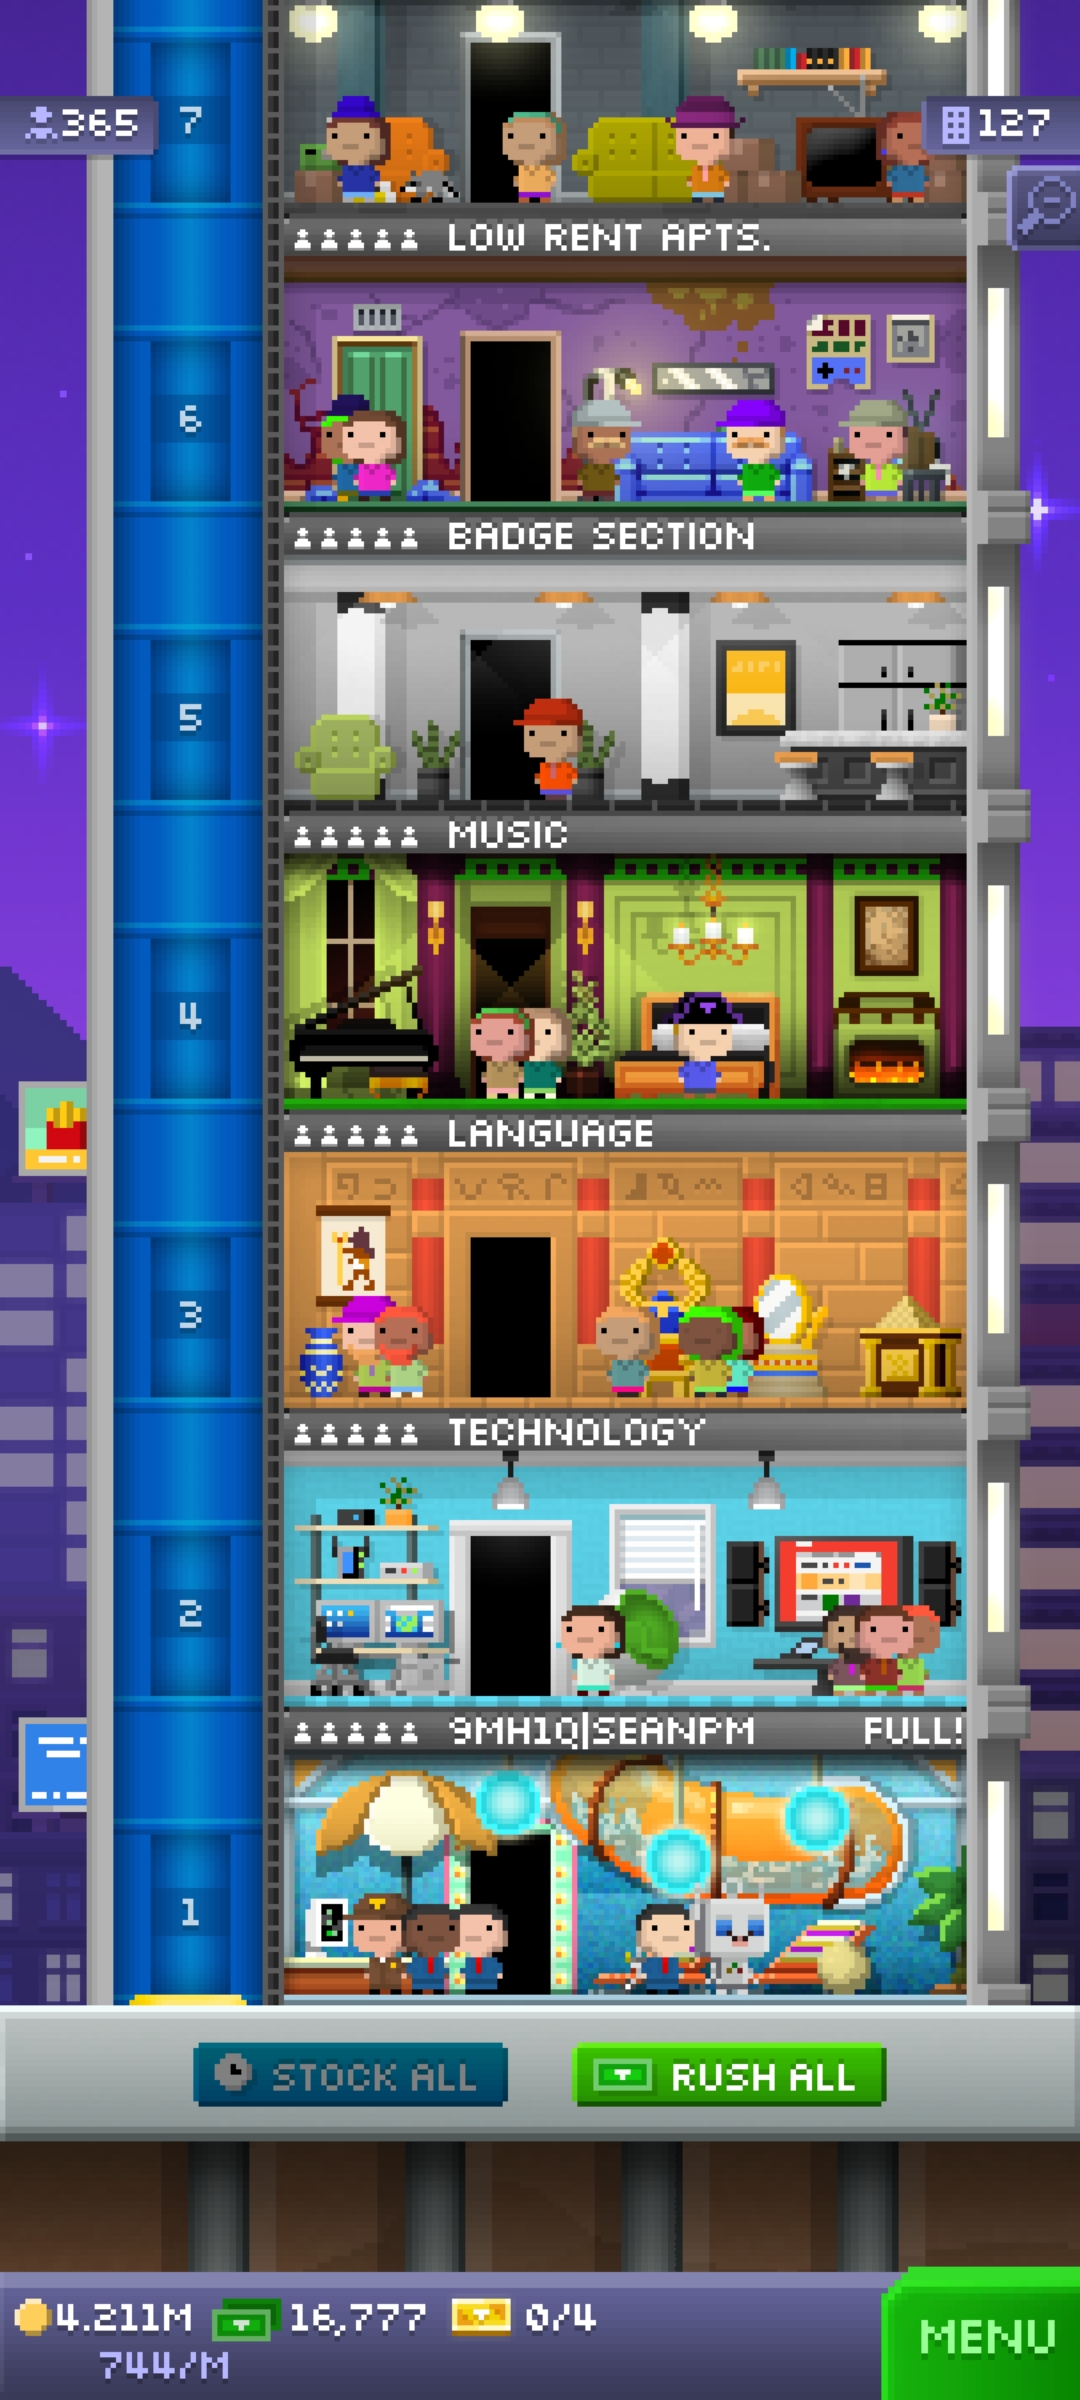 365
7
127
LOW RENT APTS.
6
BADGE SECTION
5
MUSIC
4
LANGUAGE
3
TECHNOLOGY
2
9MH1Q|SEANPM FULL!
1
STOCK ALL
RUSH ALL
4.211M 16,777 0/4
744/M
MENU